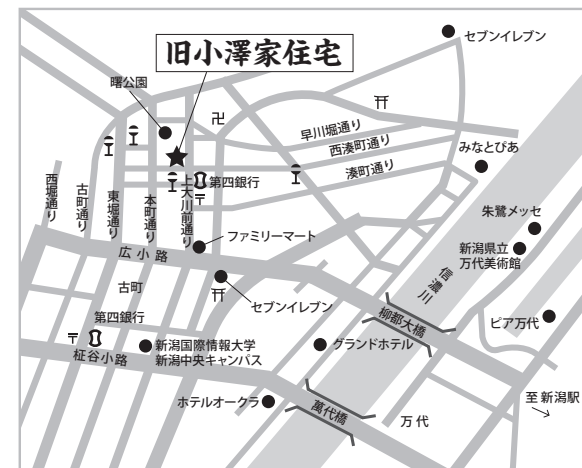 セブンイレブン
旧小澤家住宅
曙公園
早川堀通り
西湊町通り
湊町通り
みなとぴあ
第四銀行
西堀通り
古町通り
東堀通り
本町通り
上大川前通り
朱鷺メッセ
新潟県立
万代美術館
ファミリーマート
広小路
信濃川
古町
セブンイレブン
柳都大橋
ピア万代
第四銀行
新潟国際情報大学
新潟中央キャンパス
グランドホテル
柾谷小路
ホテルオークラ
萬代橋
万代
至 新潟駅